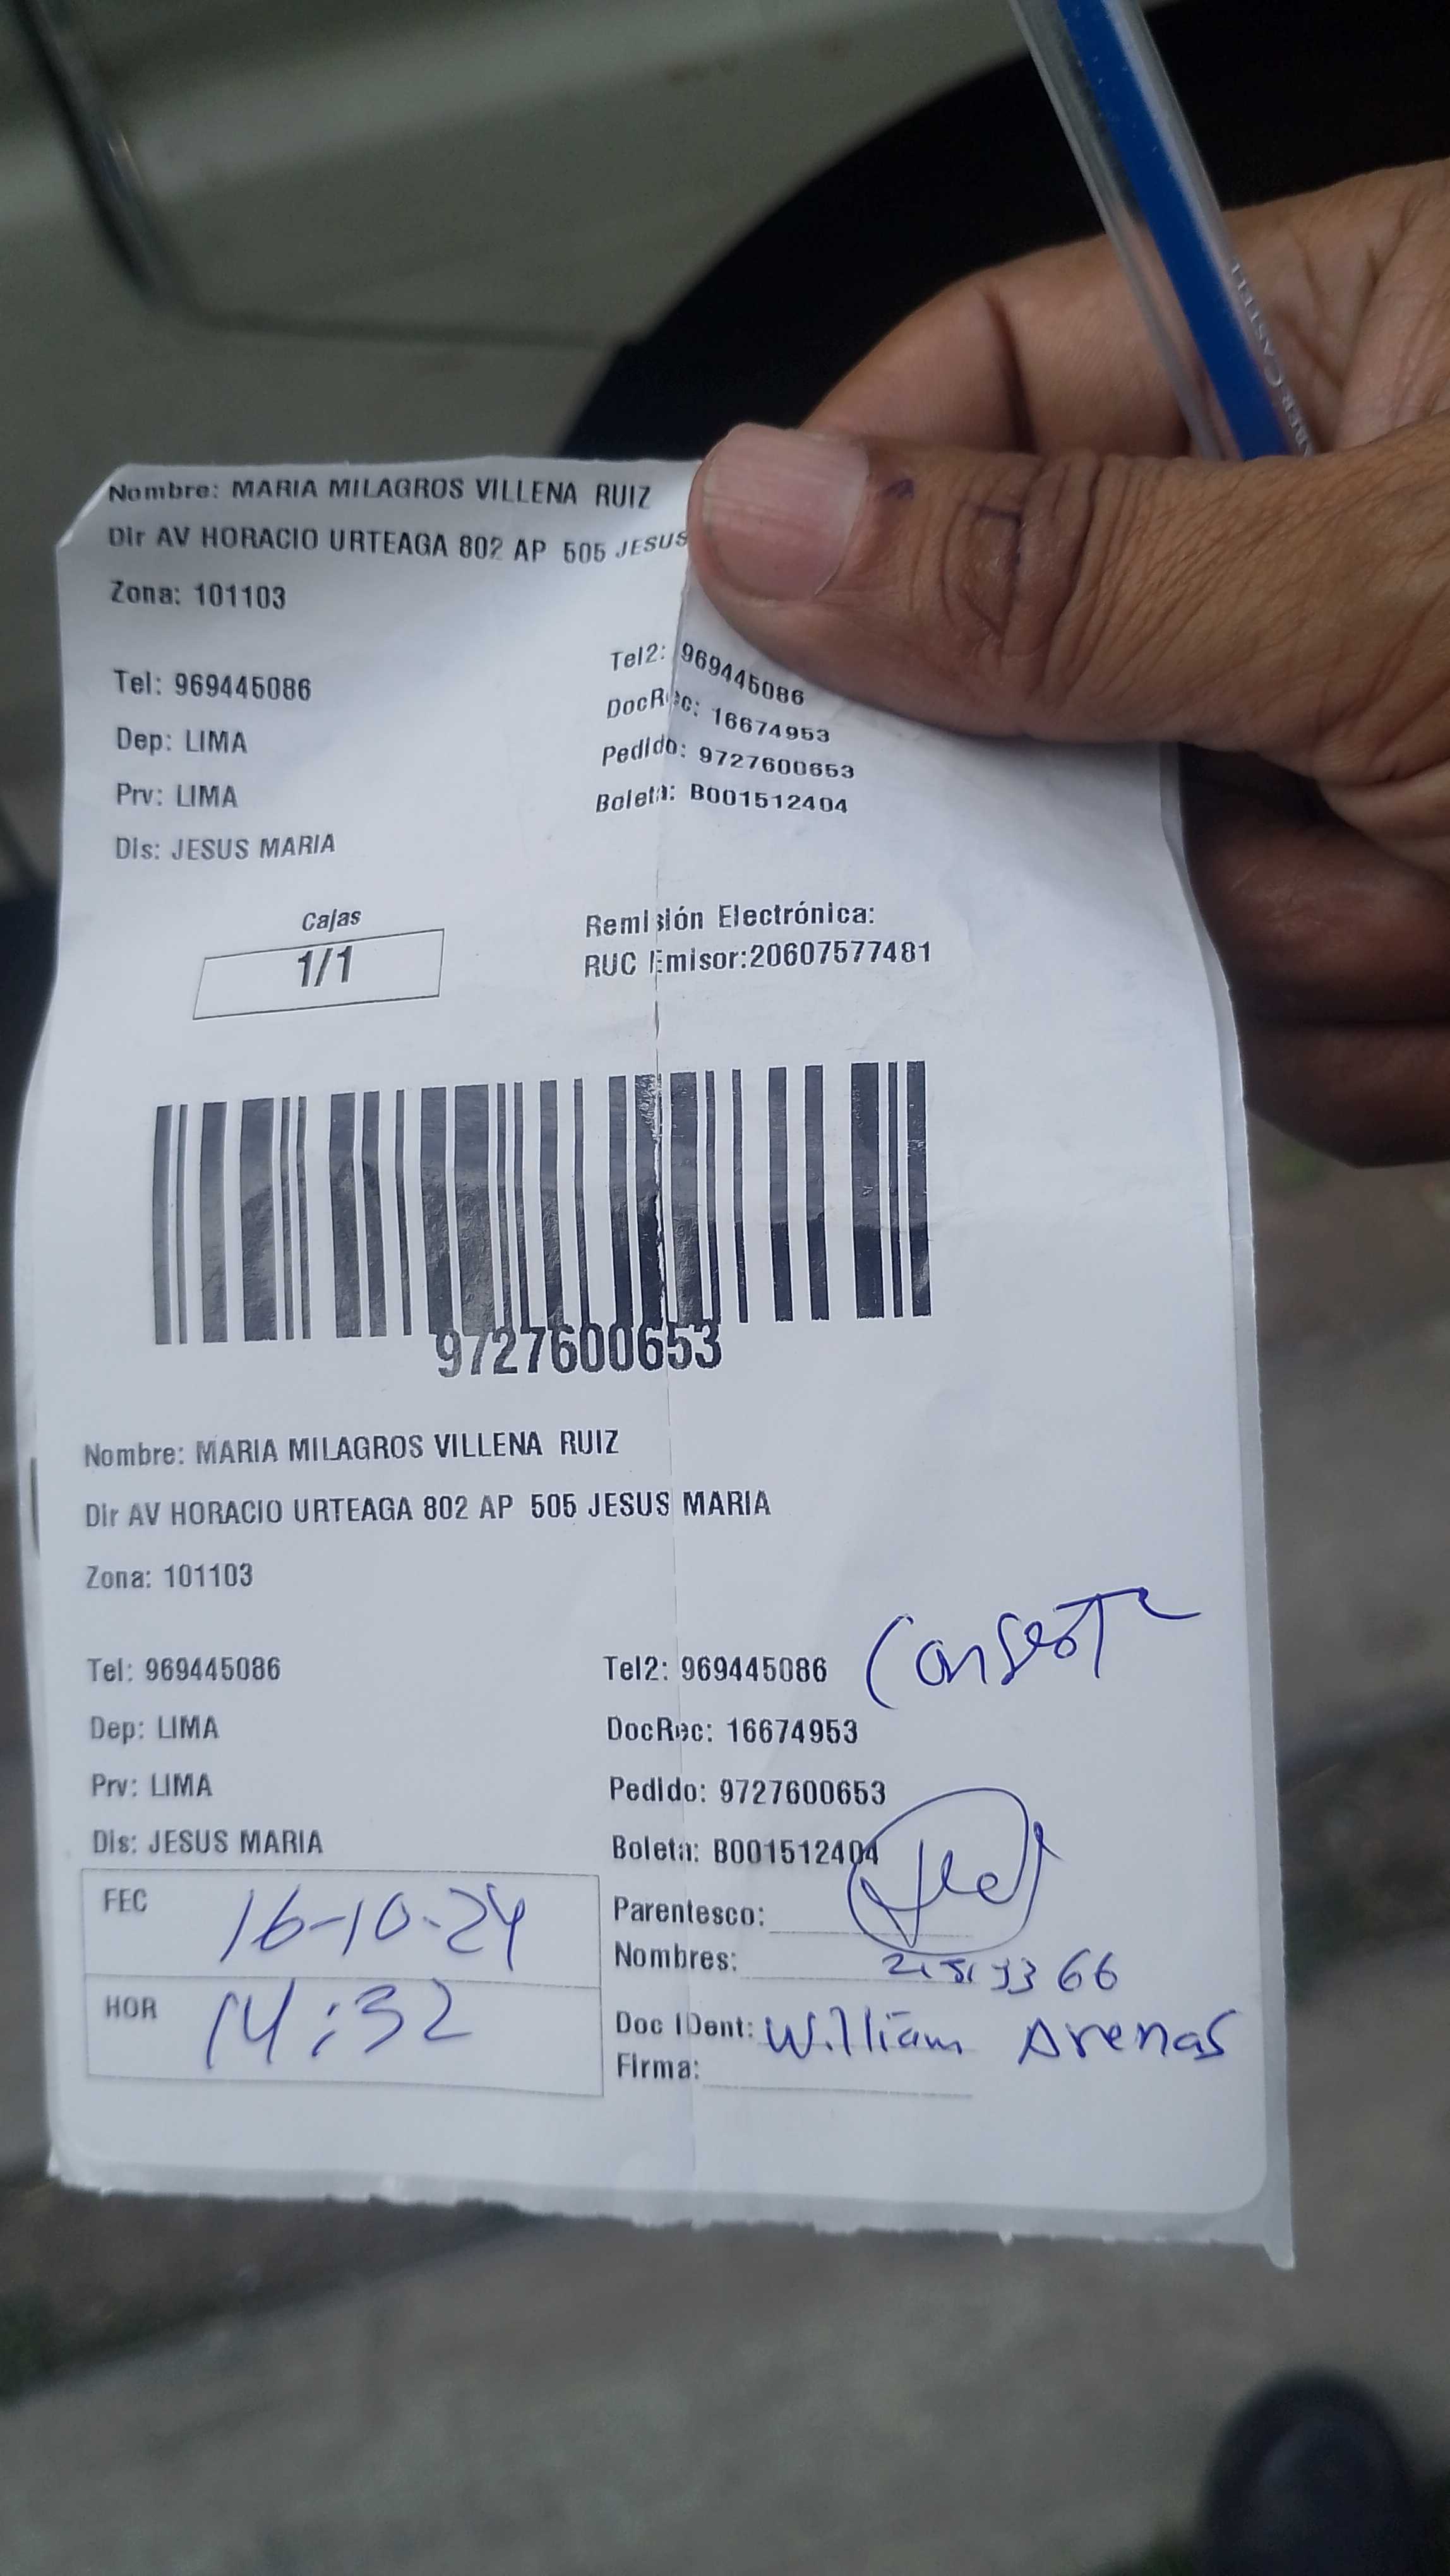 Nombre: MARIA MILAGROS VILLENA RUIZ
Dir AV HORACIO URTEAGA 802 AP 505 JESUS
Zona: 101103
Tel: 969445086
Tel2: 969445086
Dep: LIMA
DocRec: 16674953
Prv: LIMA
Pedido: 9727600653
Dis: JESUS MARIA
Boleta: B001512404
Cajas
1/1
Remisión Electrónica:
RUC Emisor:20607577481
9727600653
Nombre: MARIA MILAGROS VILLENA RUIZ
Dir AV HORACIO URTEAGA 802 AP 505 JESUS MARIA
Zona: 101103
Tel: 969445086
Tel2: 969445086
Dep: LIMA
DocRec: 16674953
Prv: LIMA
Pedido: 9727600653
Dis: JESUS MARIA
Boleta: B001512404
FEC 16-10-24
Parentesco:
Nombres:
HOR 14:32
Doc IDent: William Arenas
Firma: